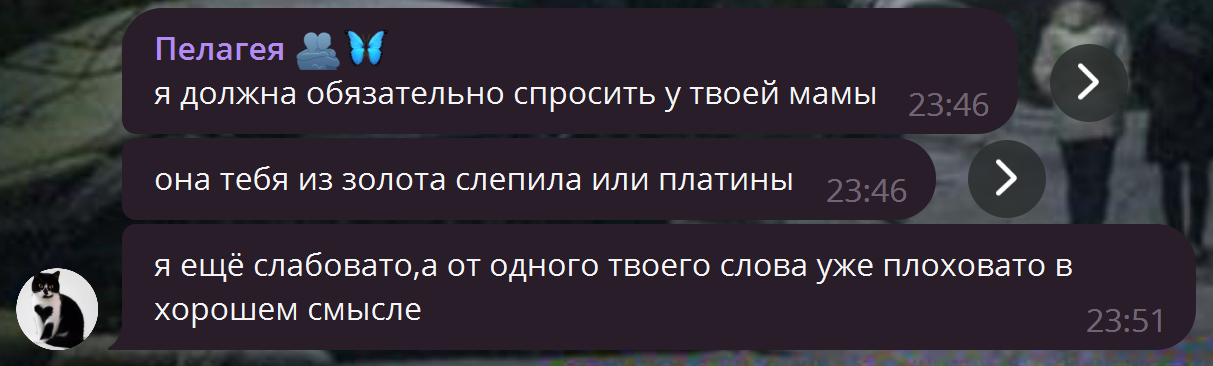 Пелагея 🫂🦋
я должна обязательно спросить у твоей мамы 23:46
она тебя из золота слепила или платины 23:46
я ещё слабовато,а от одного твоего слова уже плоховато в
хорошем смысле 23:51